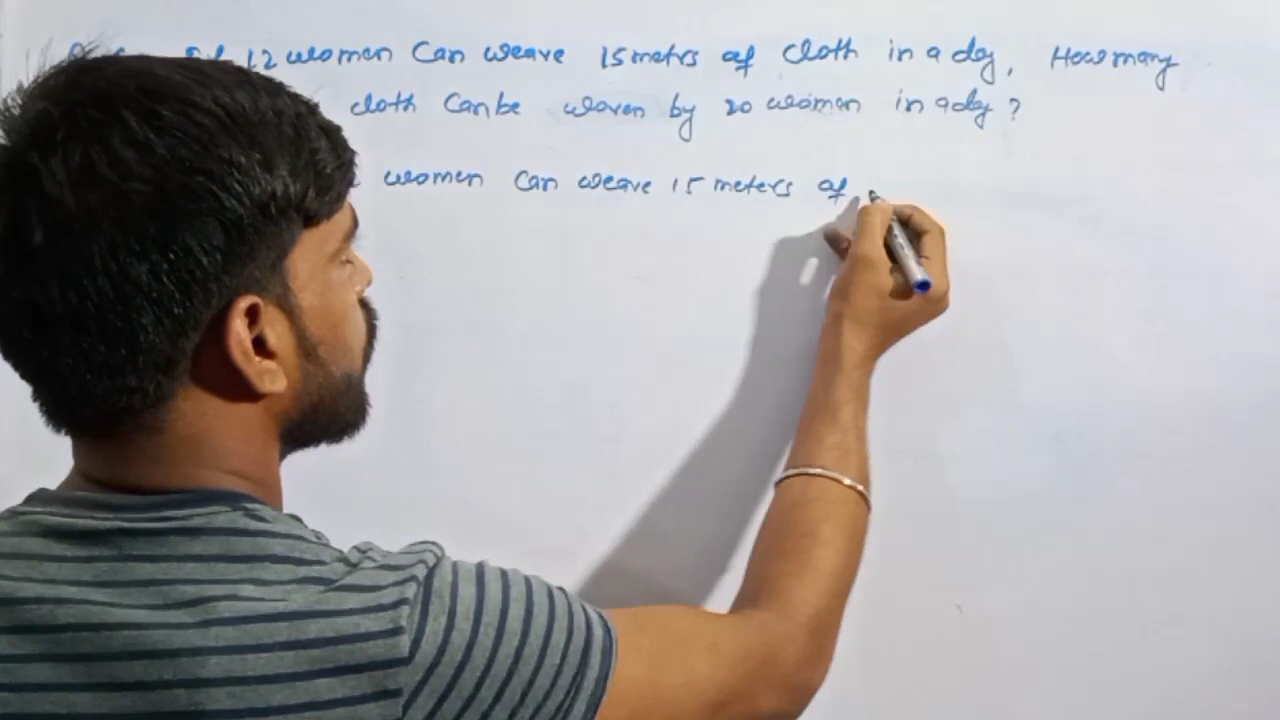 12 women Can weave 15 metrs of cloth in a day, How many
cloth Can be woven by 20 women in a day ?
women can weave 15 meters of